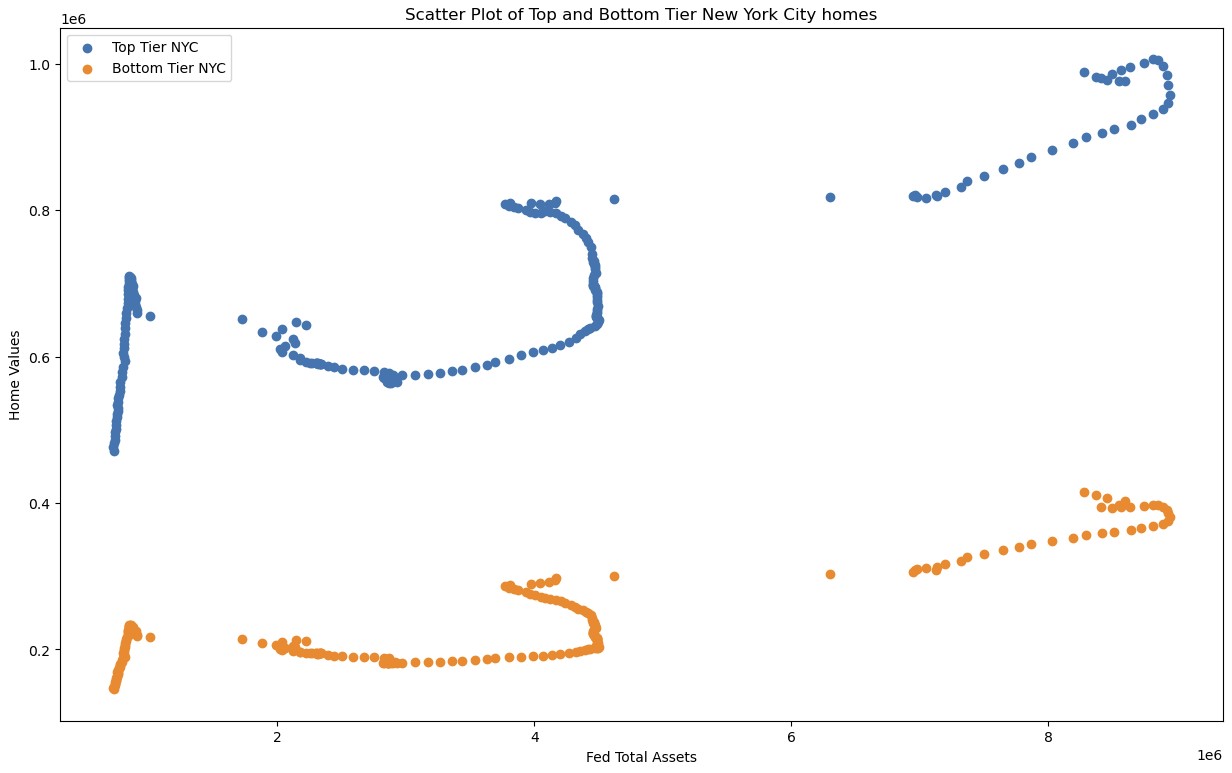 Scatter Plot of Top and Bottom Tier New York City homes
1e6
Top Tier NYC
Bottom Tier NYC
1.0
0.8
0.6
0.4
0.2
Home Values
2 4 6 8
1e6
Fed Total Assets